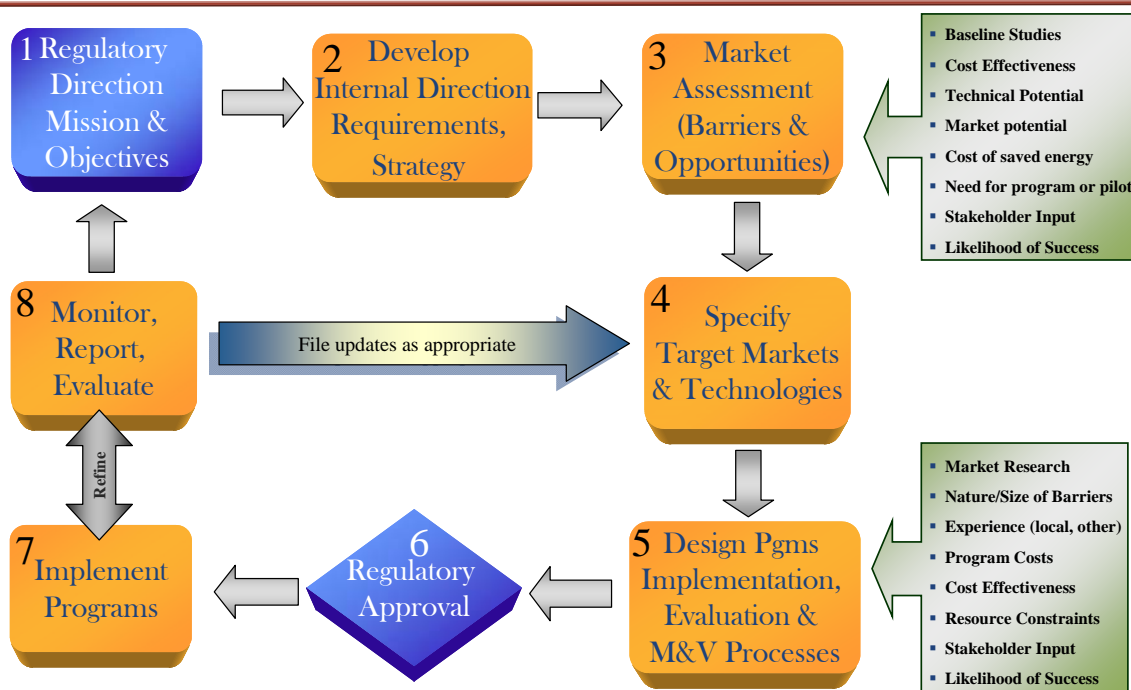 1 Regulatory
Direction
Mission &
Objectives
2 Develop
Internal Direction
Requirements,
Strategy
3 Market
Assessment
(Barriers &
Opportunities)
▪ Baseline Studies
▪ Cost Effectiveness
▪ Technical Potential
▪ Market potential
▪ Cost of saved energy
▪ Need for program or pilot
▪ Stakeholder Input
▪ Likelihood of Success
8 Monitor,
Report,
Evaluate
File updates as appropriate
4 Specify
Target Markets
& Technologies
Refine
7 Implement
Programs
6
Regulatory
Approval
5 Design Pgms
Implementation,
Evaluation &
M&V Processes
▪ Market Research
▪ Nature/Size of Barriers
▪ Experience (local, other)
▪ Program Costs
▪ Cost Effectiveness
▪ Resource Constraints
▪ Stakeholder Input
▪ Likelihood of Success